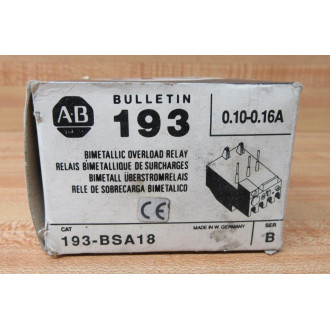 A-B
BULLETIN
193
0.10-0.16A
BIMETALLIC OVERLOAD RELAY
RELAIS BIMETALLIQUE DE SURCHARGES
BIMETALL ÜBERSTROMRELAIS
RELE DE SOBRECARGA BIMETALICO
CE
CAT
193-BSA18
MADE IN W. GERMANY
SER
B